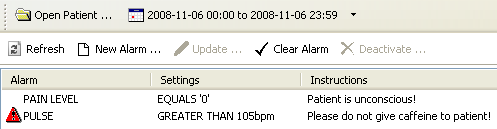 Open Patient ... 2008-11-06 00:00 to 2008-11-06 23:59
Refresh New Alarm ... Update ... Clear Alarm Deactivate ...
Alarm Settings Instructions
PAIN LEVEL EQUALS '0' Patient is unconscious!
PULSE GREATER THAN 105bpm Please do not give caffeine to patient!